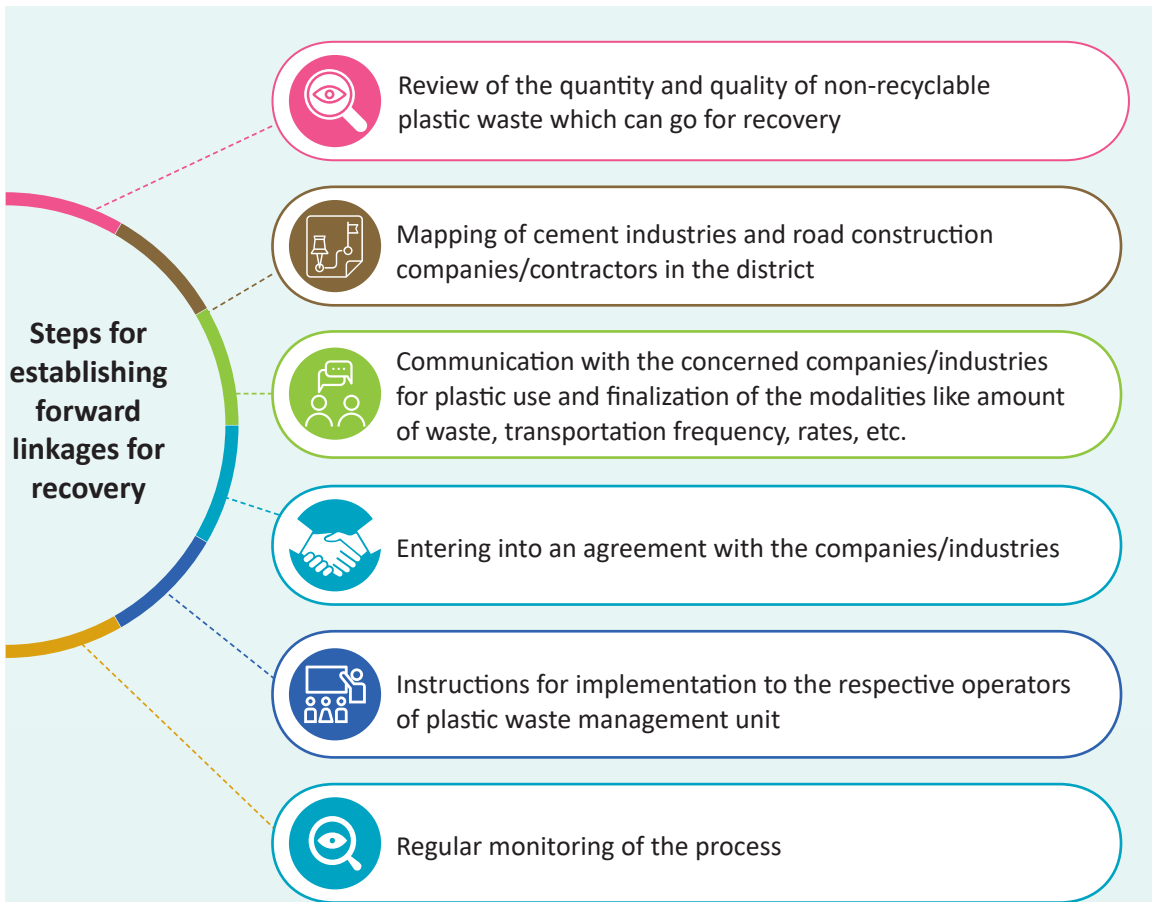 Steps for
establishing
forward
linkages for
recovery
Review of the quantity and quality of non-recyclable
plastic waste which can go for recovery
Mapping of cement industries and road construction
companies/contractors in the district
Communication with the concerned companies/industries
for plastic use and finalization of the modalities like amount
of waste, transportation frequency, rates, etc.
Entering into an agreement with the companies/industries
Instructions for implementation to the respective operators
of plastic waste management unit
Regular monitoring of the process